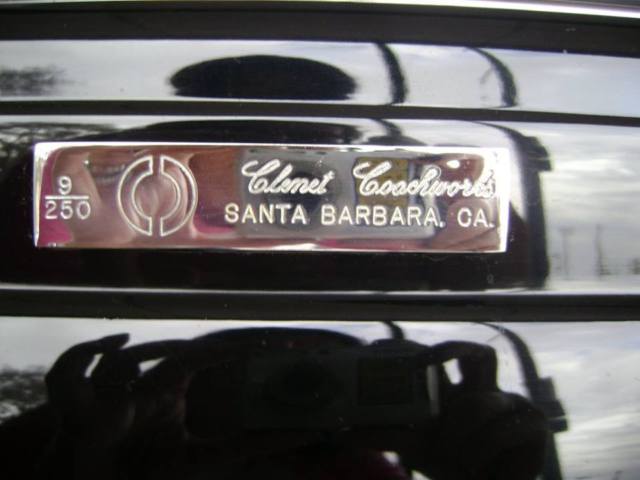 9/250
Clenet Coachworks
SANTA BARBARA, CA.